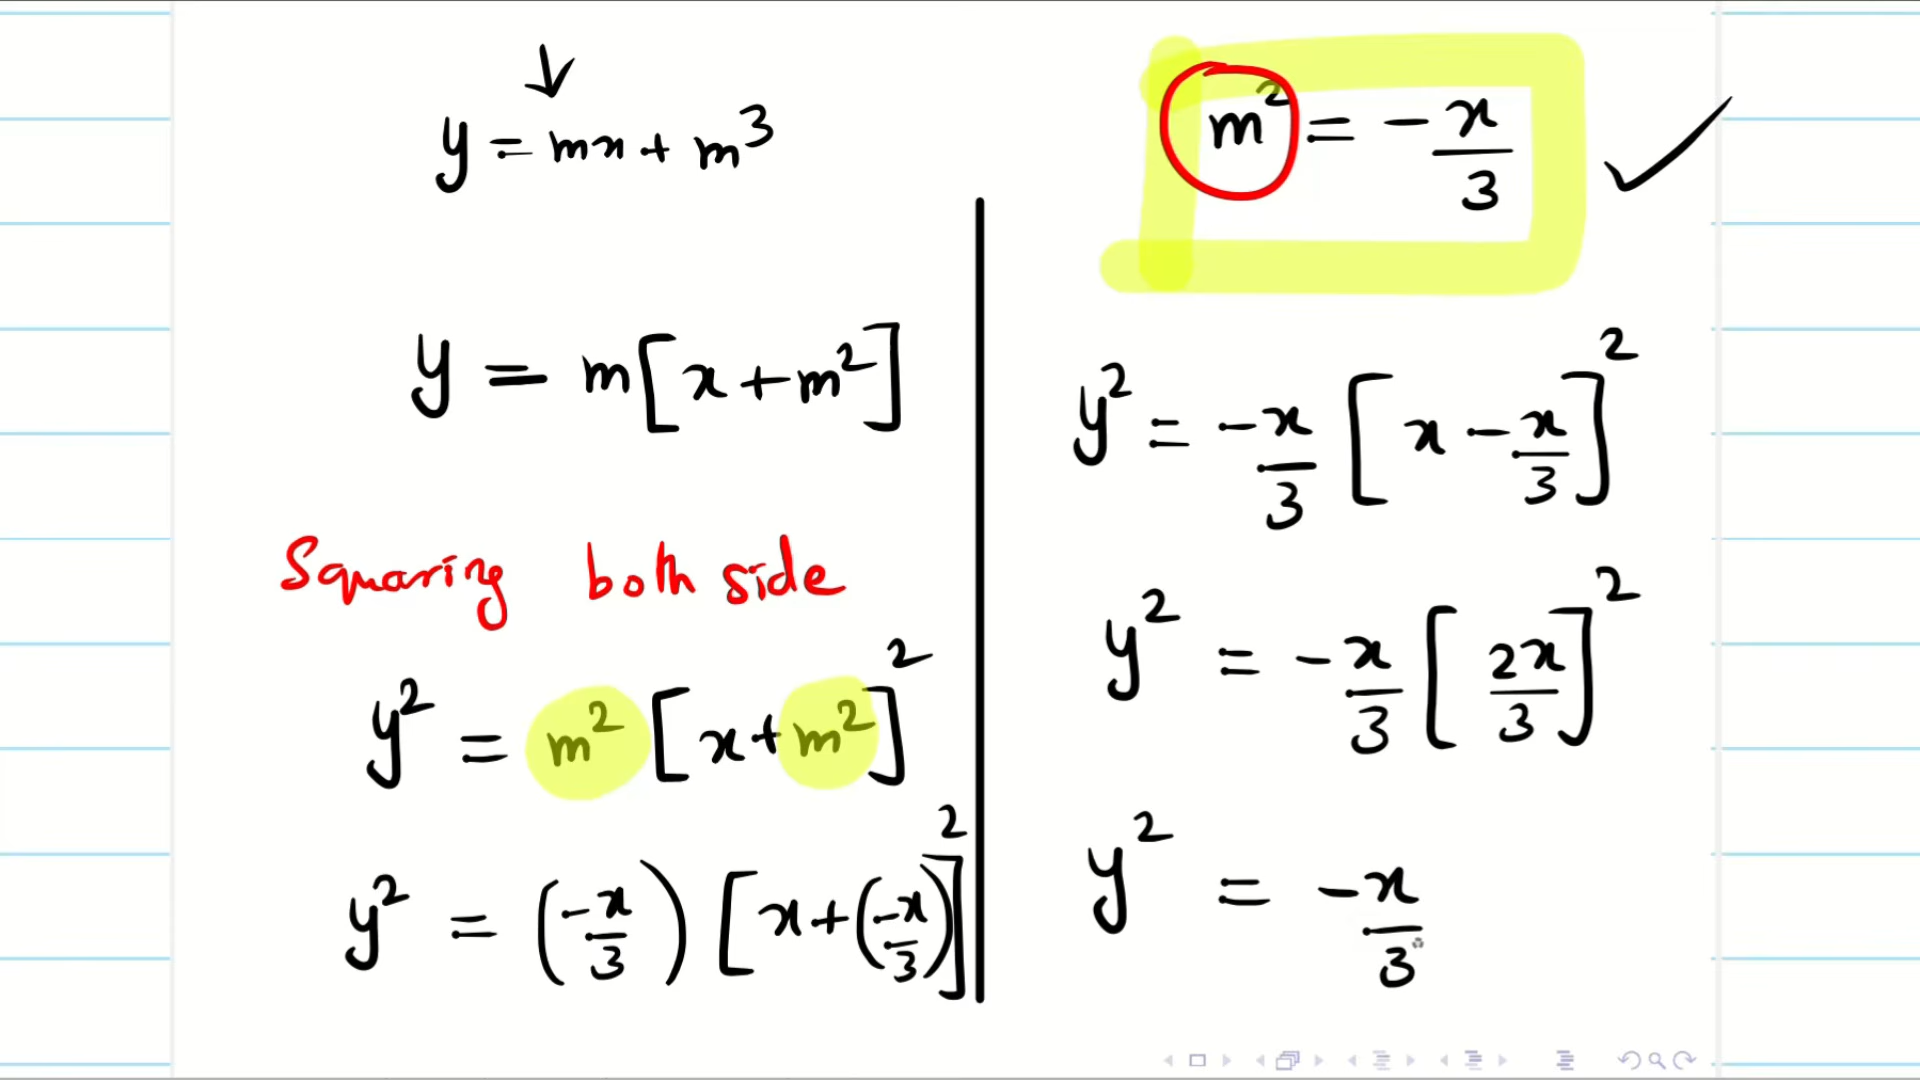 y = mx + m³
y = m[x + m²]
Squaring both side
y² = m² [x + m²]²
y² = (-x/3) [x + (-x/3)]²
m² = -x/3
y² = -x/3 [x - x/3]²
y² = -x/3 [2x/3]²
y² = -x/3